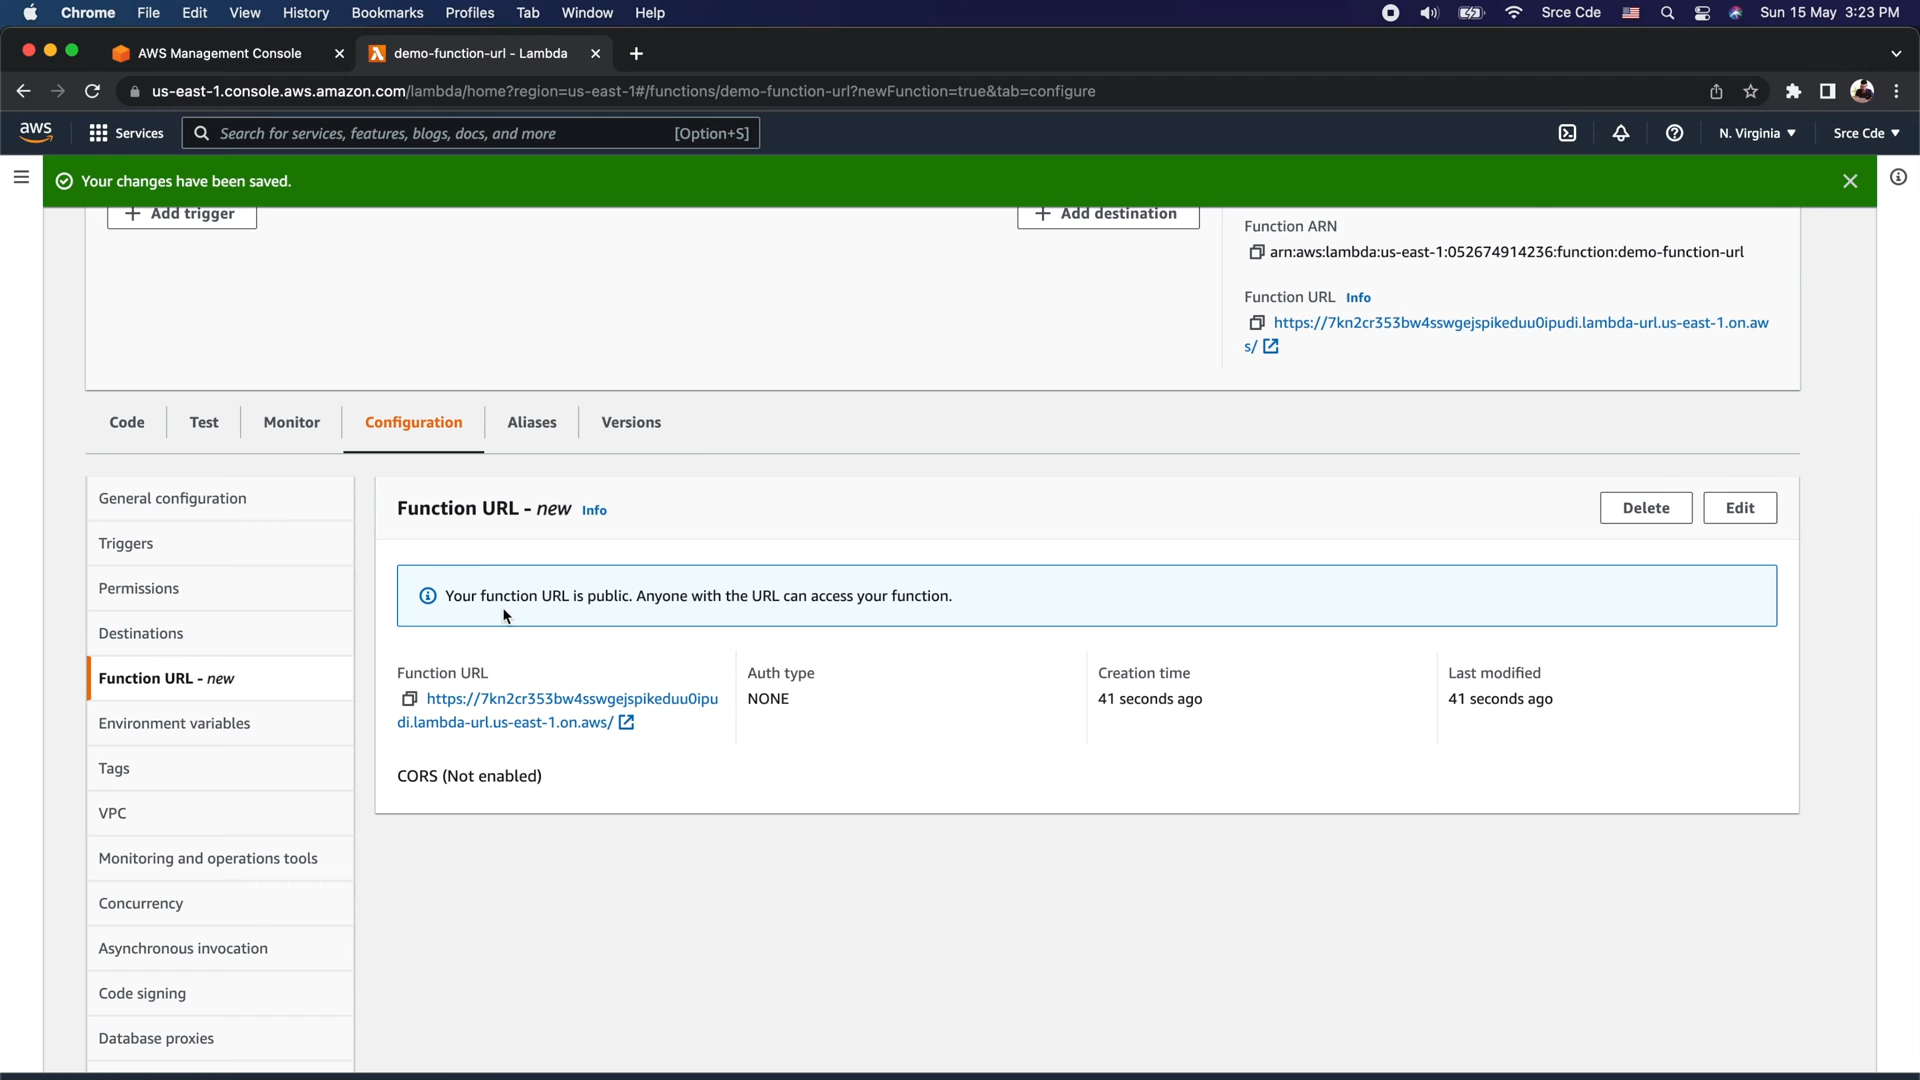 Chrome File Edit View History Bookmarks Profiles Tab Window Help Srce Cde Sun 15 May 3:23 PM
AWS Management Console demo-function-url - Lambda
us-east-1.console.aws.amazon.com/lambda/home?region=us-east-1#/functions/demo-function-url?newFunction=true&tab=configure
aws Services Search for services, features, blogs, docs, and more [Option+S] N. Virginia Srce Cde
Your changes have been saved.
Add trigger Add destination
Function ARN
arn:aws:lambda:us-east-1:052674914236:function:demo-function-url
Function URL Info
https://7kn2cr353bw4sswgejspikeduu0ipudi.lambda-url.us-east-1.on.aw
s/
Code Test Monitor Configuration Aliases Versions
General configuration
Triggers
Permissions
Destinations
Function URL - new
Environment variables
Tags
VPC
Monitoring and operations tools
Concurrency
Asynchronous invocation
Code signing
Database proxies
Function URL - new Info
Delete Edit
Your function URL is public. Anyone with the URL can access your function.
Function URL
https://7kn2cr353bw4sswgejspikeduu0ipu
di.lambda-url.us-east-1.on.aws/
Auth type
NONE
Creation time
41 seconds ago
Last modified
41 seconds ago
CORS (Not enabled)